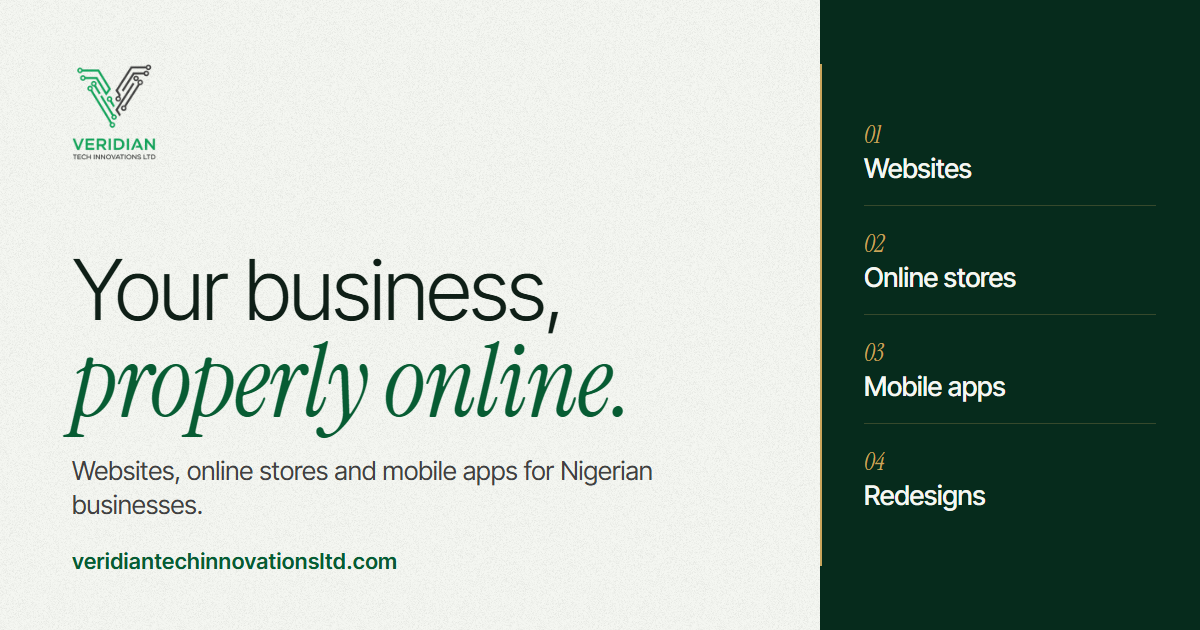 VERIDIAN
TECH INNOVATIONS LTD
Your business,
properly online.
Websites, online stores and mobile apps for Nigerian
businesses.
veridiantechinnovationsltd.com
01
Websites
02
Online stores
03
Mobile apps
04
Redesigns